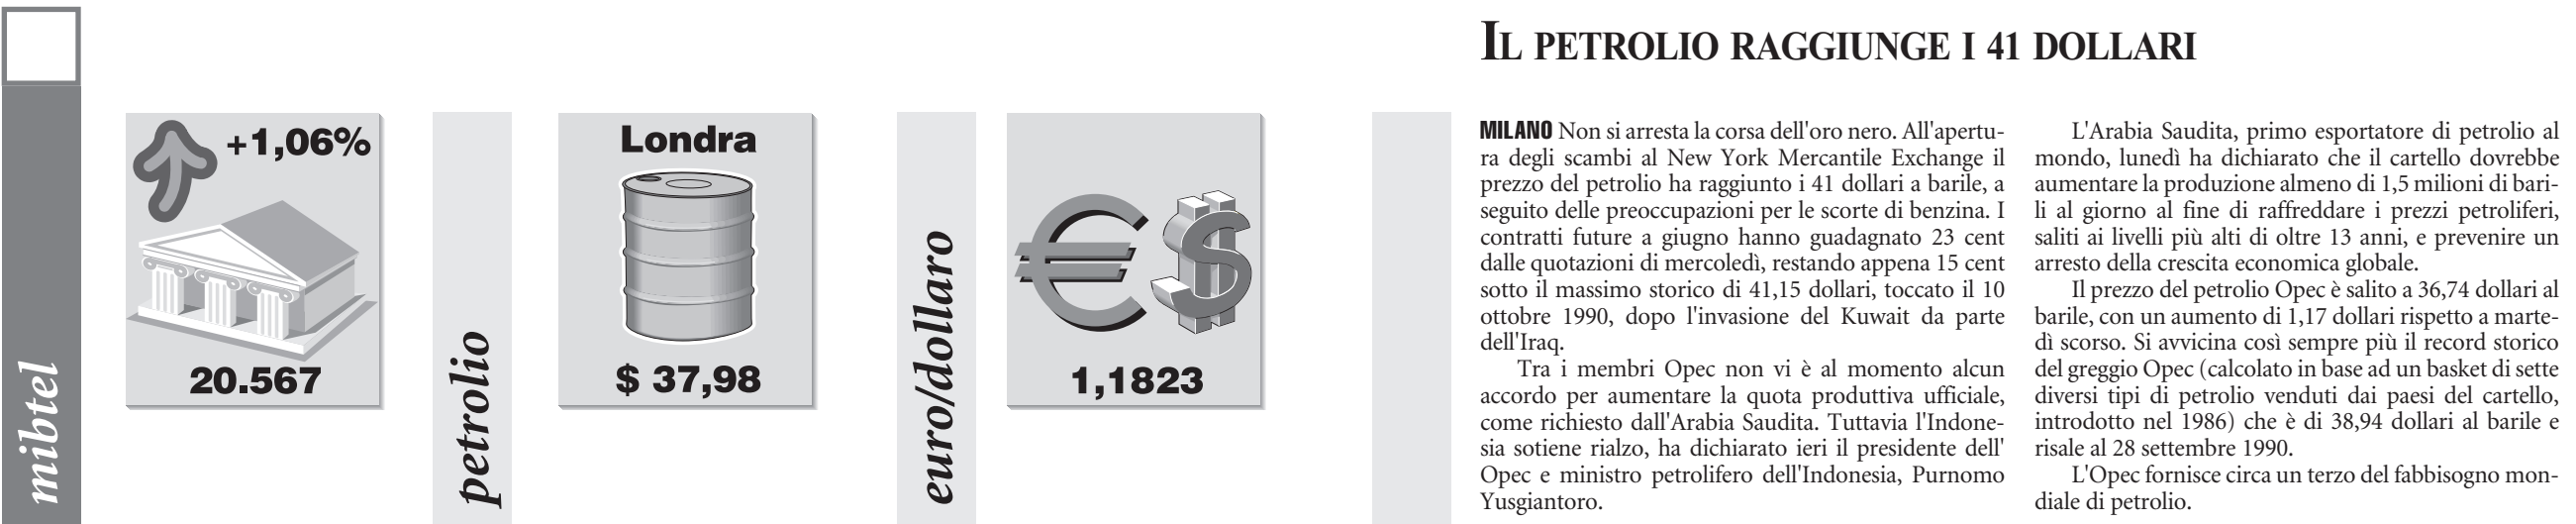 mibtel
+1,06%
20.567
petrolio
Londra
$ 37,98
euro/dollaro
1,1823
IL PETROLIO RAGGIUNGE I 41 DOLLARI
MILANO Non si arresta la corsa dell'oro nero. All'apertu-
ra degli scambi al New York Mercantile Exchange il
prezzo del petrolio ha raggiunto i 41 dollari a barile, a
seguito delle preoccupazioni per le scorte di benzina. I
contratti future a giugno hanno guadagnato 23 cent
dalle quotazioni di mercoledì, restando appena 15 cent
sotto il massimo storico di 41,15 dollari, toccato il 10
ottobre 1990, dopo l'invasione del Kuwait da parte
dell'Iraq.
Tra i membri Opec non vi è al momento alcun
accordo per aumentare la quota produttiva ufficiale,
come richiesto dall'Arabia Saudita. Tuttavia l'Indone-
sia sotiene rialzo, ha dichiarato ieri il presidente dell'
Opec e ministro petrolifero dell'Indonesia, Purnomo
Yusgiantoro.
L'Arabia Saudita, primo esportatore di petrolio al
mondo, lunedì ha dichiarato che il cartello dovrebbe
aumentare la produzione almeno di 1,5 milioni di bari-
li al giorno al fine di raffreddare i prezzi petroliferi,
saliti ai livelli più alti di oltre 13 anni, e prevenire un
arresto della crescita economica globale.
Il prezzo del petrolio Opec è salito a 36,74 dollari al
barile, con un aumento di 1,17 dollari rispetto a marte-
dì scorso. Si avvicina così sempre più il record storico
del greggio Opec (calcolato in base ad un basket di sette
diversi tipi di petrolio venduti dai paesi del cartello,
introdotto nel 1986) che è di 38,94 dollari al barile e
risale al 28 settembre 1990.
L'Opec fornisce circa un terzo del fabbisogno mon-
diale di petrolio.